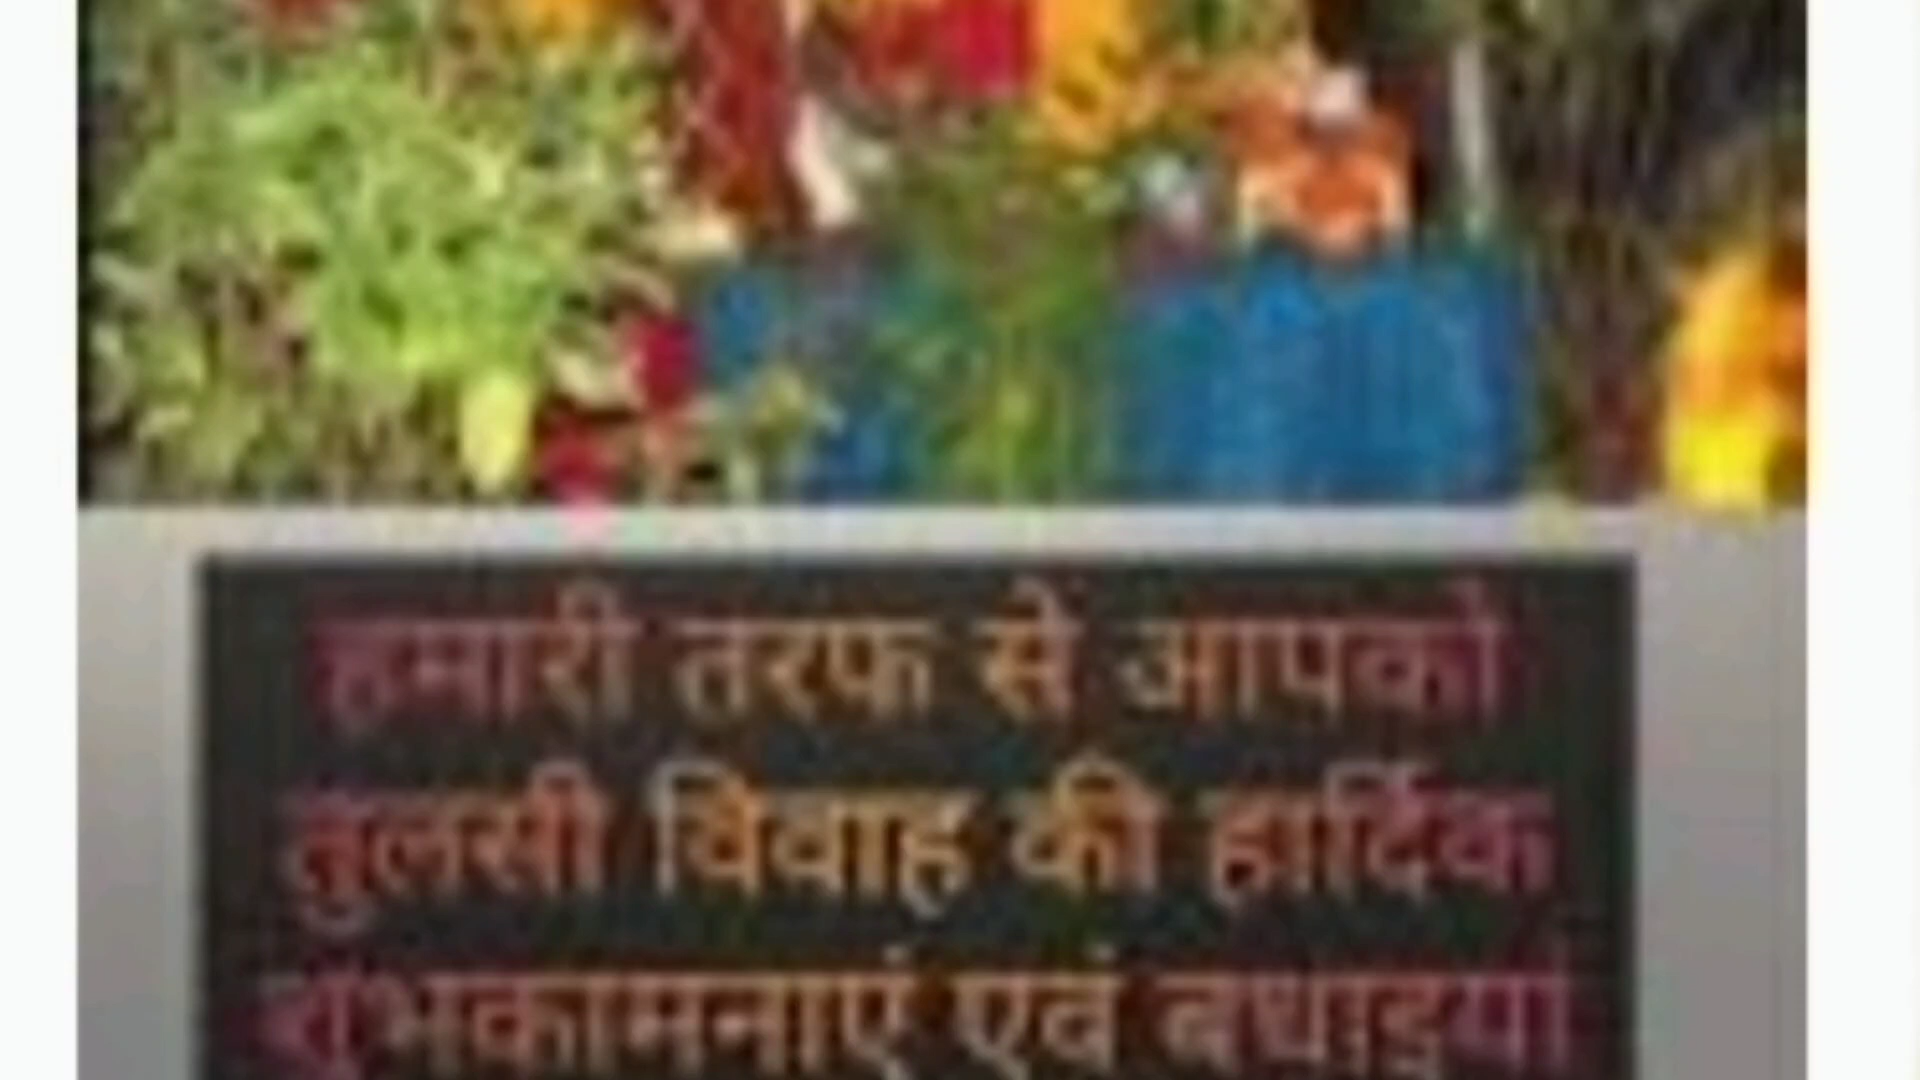 हमारी तरफ से आपको
तुलसी विवाह की हार्दिक
शुभकामनाएं एवं बधाइयां